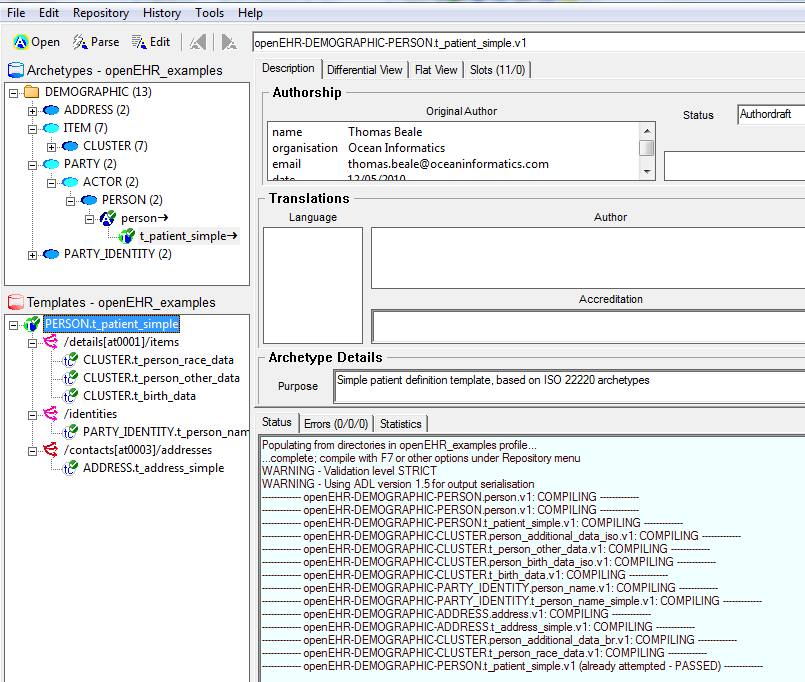 File Edit Repository History Tools Help
Open Parse Edit openEHR-DEMOGRAPHIC-PERSON.t_patient_simple.v1
Archetypes - openEHR_examples
DEMOGRAPHIC (13)
ADDRESS (2)
ITEM (7)
CLUSTER (7)
PARTY (2)
ACTOR (2)
PERSON (2)
person→
t_patient_simple→
PARTY_IDENTITY (2)
Templates - openEHR_examples
PERSON.t_patient_simple
/details[at0001]/items
CLUSTER.t_person_race_data
CLUSTER.t_person_other_data
CLUSTER.t_birth_data
/identities
PARTY_IDENTITY.t_person_nam
/contacts[at0003]/addresses
ADDRESS.t_address_simple
Description Differential View Flat View Slots (11/0)
Authorship
Original Author
Status Authordraft
name Thomas Beale
organisation Ocean Informatics
email thomas.beale@oceaninformatics.com
date 12/05/2010
Translations
Language Author
Accreditation
Archetype Details
Purpose Simple patient definition template, based on ISO 22220 archetypes
Status Errors (0/0/0) Statistics
Populating from directories in openEHR_examples profile...
...complete; compile with F7 or other options under Repository menu
WARNING - Validation level STRICT
WARNING - Using ADL version 1.5 for output serialisation
------------- openEHR-DEMOGRAPHIC-PERSON.person.v1: COMPILING -------------
------------- openEHR-DEMOGRAPHIC-PERSON.person.v1: COMPILING -------------
------------- openEHR-DEMOGRAPHIC-PERSON.t_patient_simple.v1: COMPILING -------------
------------- openEHR-DEMOGRAPHIC-CLUSTER.person_additional_data_iso.v1: COMPILING -------------
------------- openEHR-DEMOGRAPHIC-CLUSTER.t_person_other_data.v1: COMPILING -------------
------------- openEHR-DEMOGRAPHIC-CLUSTER.person_birth_data_iso.v1: COMPILING -------------
------------- openEHR-DEMOGRAPHIC-CLUSTER.t_birth_data.v1: COMPILING -------------
------------- openEHR-DEMOGRAPHIC-PARTY_IDENTITY.person_name.v1: COMPILING -------------
------------- openEHR-DEMOGRAPHIC-PARTY_IDENTITY.t_person_name_simple.v1: COMPILING -------------
------------- openEHR-DEMOGRAPHIC-ADDRESS.address.v1: COMPILING -------------
------------- openEHR-DEMOGRAPHIC-ADDRESS.t_address_simple.v1: COMPILING -------------
------------- openEHR-DEMOGRAPHIC-CLUSTER.person_additional_data_br.v1: COMPILING -------------
------------- openEHR-DEMOGRAPHIC-CLUSTER.t_person_race_data.v1: COMPILING -------------
------------- openEHR-DEMOGRAPHIC-PERSON.t_patient_simple.v1 (already attempted - PASSED) -------------